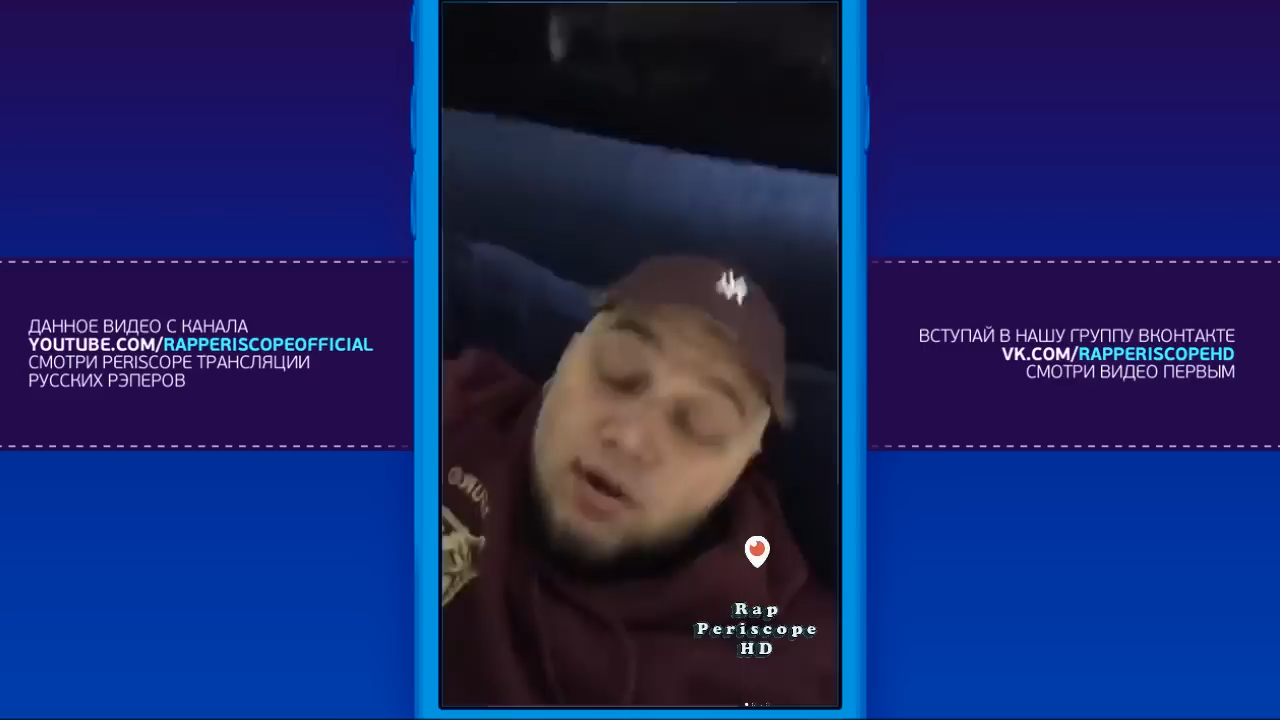 ДАННОЕ ВИДЕО С КАНАЛА
YOUTUBE.COM/RAPPERISCOPEOFFICIAL
СМОТРИ PERISCOPE ТРАНСЛЯЦИИ
РУССКИХ РЭПЕРОВ
ВСТУПАЙ В НАШУ ГРУППУ ВКОНТАКТЕ
VK.COM/RAPPERISCOPEHD
СМОТРИ ВИДЕО ПЕРВЫМ
Rap
Periscope
HD